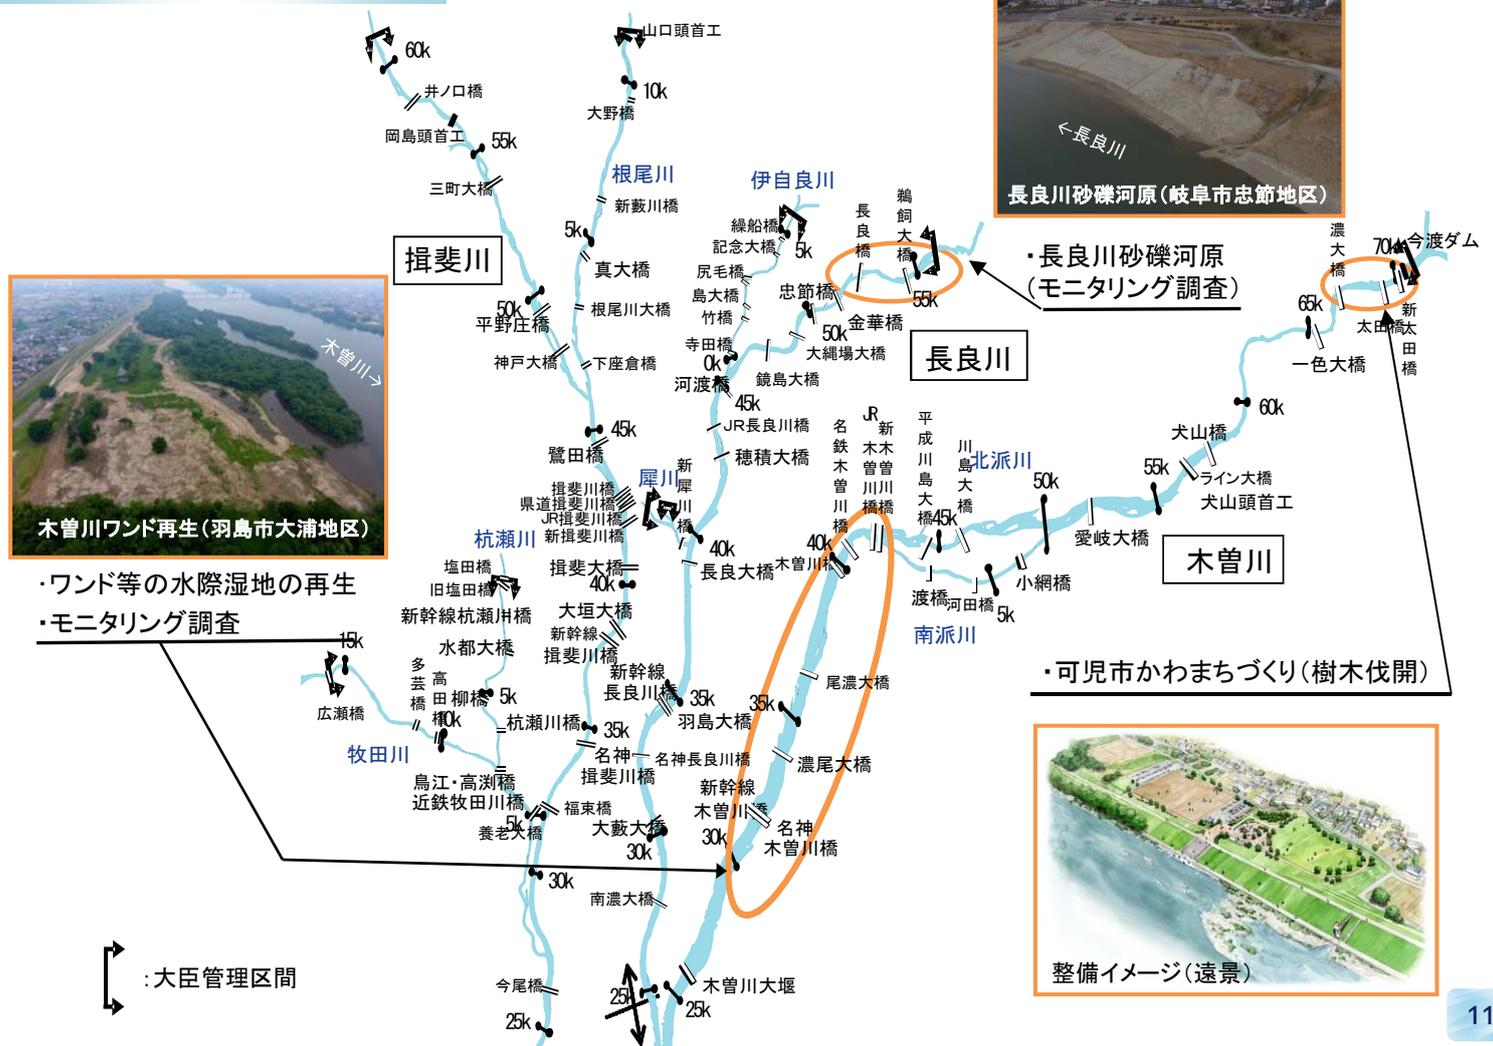 60k
井ノ口橋
岡島頭首工
55k
三町大橋
山口頭首工
10k
大野橋
根尾川
新藪川橋
5k
真大橋
根尾川大橋
揖斐川
50k
平野庄橋
神戸大橋
下座倉橋
45k
鷺田橋
伊自良川
繰船橋
記念大橋
5k
尻毛橋
島大橋
竹橋
寺田橋
0k
河渡橋
45k
忠節橋
50k
金華橋
大縄場大橋
鏡島大橋
長良橋
鵜飼大橋
55k
長良川
←長良川
長良川砂礫河原(岐阜市忠節地区)
・長良川砂礫河原
(モニタリング調査)
濃大橋
70k
今渡ダム
65k
太田橋
新太田橋
一色大橋
60k
犬山橋
ライン大橋
犬山頭首工
55k
愛岐大橋
木曽川
50k
北派川
川島大橋
平成川島大橋
45k
小網橋
5k
河田橋
渡橋
南派川
JR木曽川橋
新木曽川橋
名鉄木曽川橋
40k
木曽川橋
JR長良川橋
穂積大橋
犀川
新犀川橋
40k
長良大橋
揖斐川橋
県道揖斐川橋
JR揖斐川橋
新揖斐川橋
揖斐大橋
40k
大垣大橋
新幹線
揖斐川橋
杭瀬川
塩田橋
旧塩田橋
新幹線杭瀬川橋
水都大橋
柳橋
5k
杭瀬川橋
木曽川→
木曽川ワンド再生(羽島市大浦地区)
・ワンド等の水際湿地の再生
・モニタリング調査
15k
広瀬橋
多芸橋
高田橋
10k
牧田川
烏江・高渕橋
近鉄牧田川橋
5k
養老大橋
福束橋
35k
名神
揖斐川橋
新幹線
長良川橋
35k
羽島大橋
名神長良川橋
大藪大橋
30k
30k
南濃大橋
尾濃大橋
35k
濃尾大橋
新幹線
木曽川橋
名神
木曽川橋
30k
・可児市かわまちづくり(樹木伐開)
整備イメージ(遠景)
:大臣管理区間
今尾橋
25k
25k
木曽川大堰
25k
11